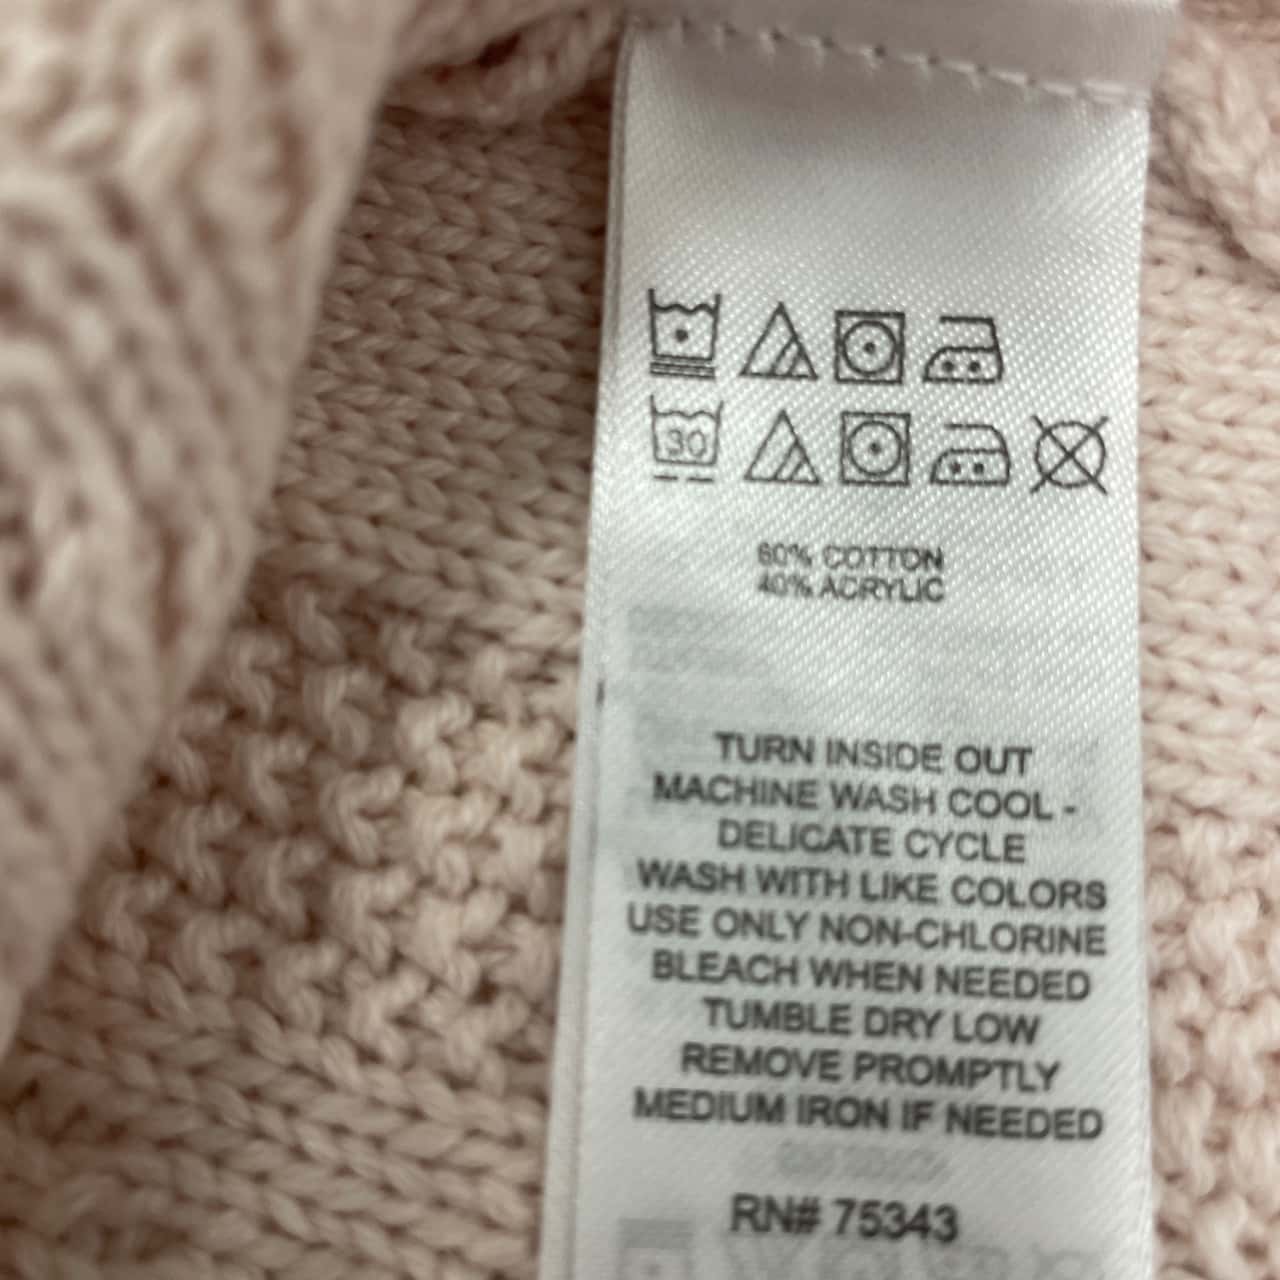 30
60% COTTON
40% ACRYLIC
TURN INSIDE OUT
MACHINE WASH COOL -
DELICATE CYCLE
WASH WITH LIKE COLORS
USE ONLY NON-CHLORINE
BLEACH WHEN NEEDED
TUMBLE DRY LOW
REMOVE PROMPTLY
MEDIUM IRON IF NEEDED
RN# 75343